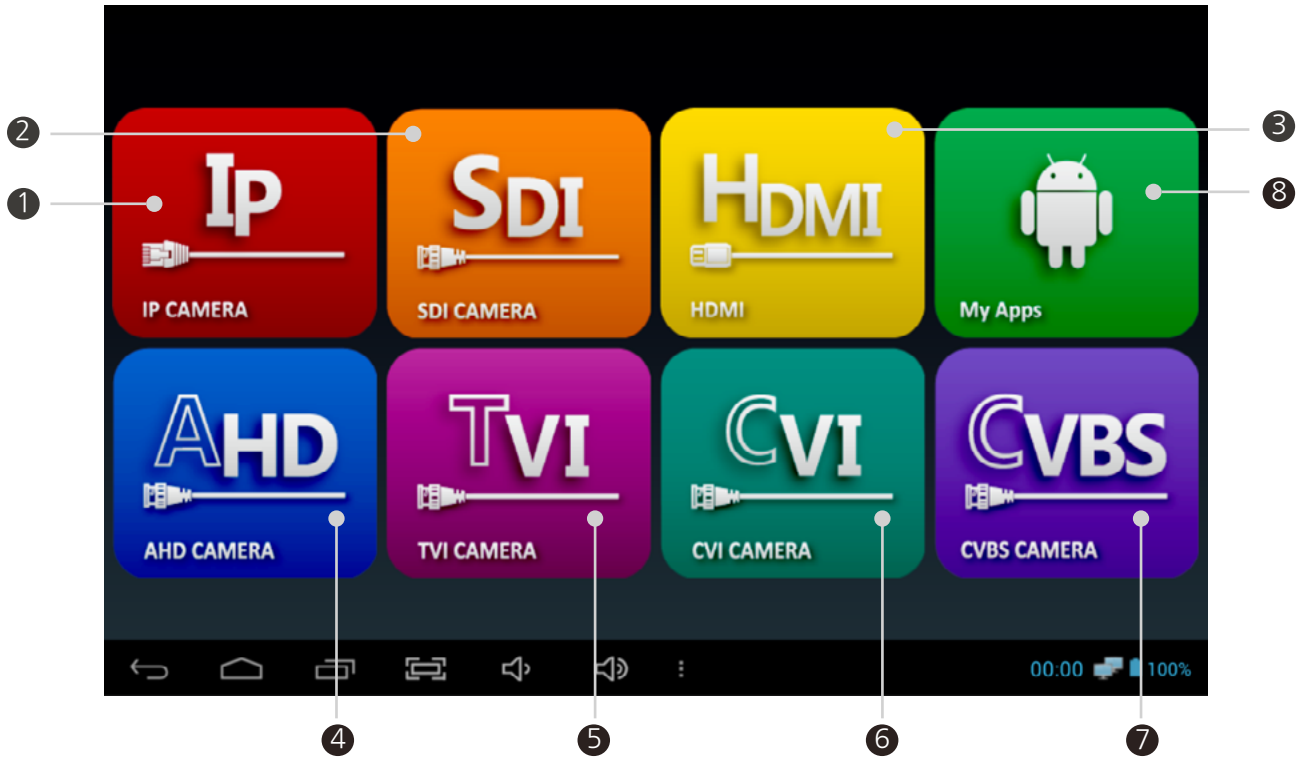 2
3
1
8
IP
SDI
HDMI
IP CAMERA
SDI CAMERA
HDMI
My Apps
AHD
TVI
CVI
CVBS
AHD CAMERA
TVI CAMERA
CVI CAMERA
CVBS CAMERA
00:00 100%
4
5
6
7